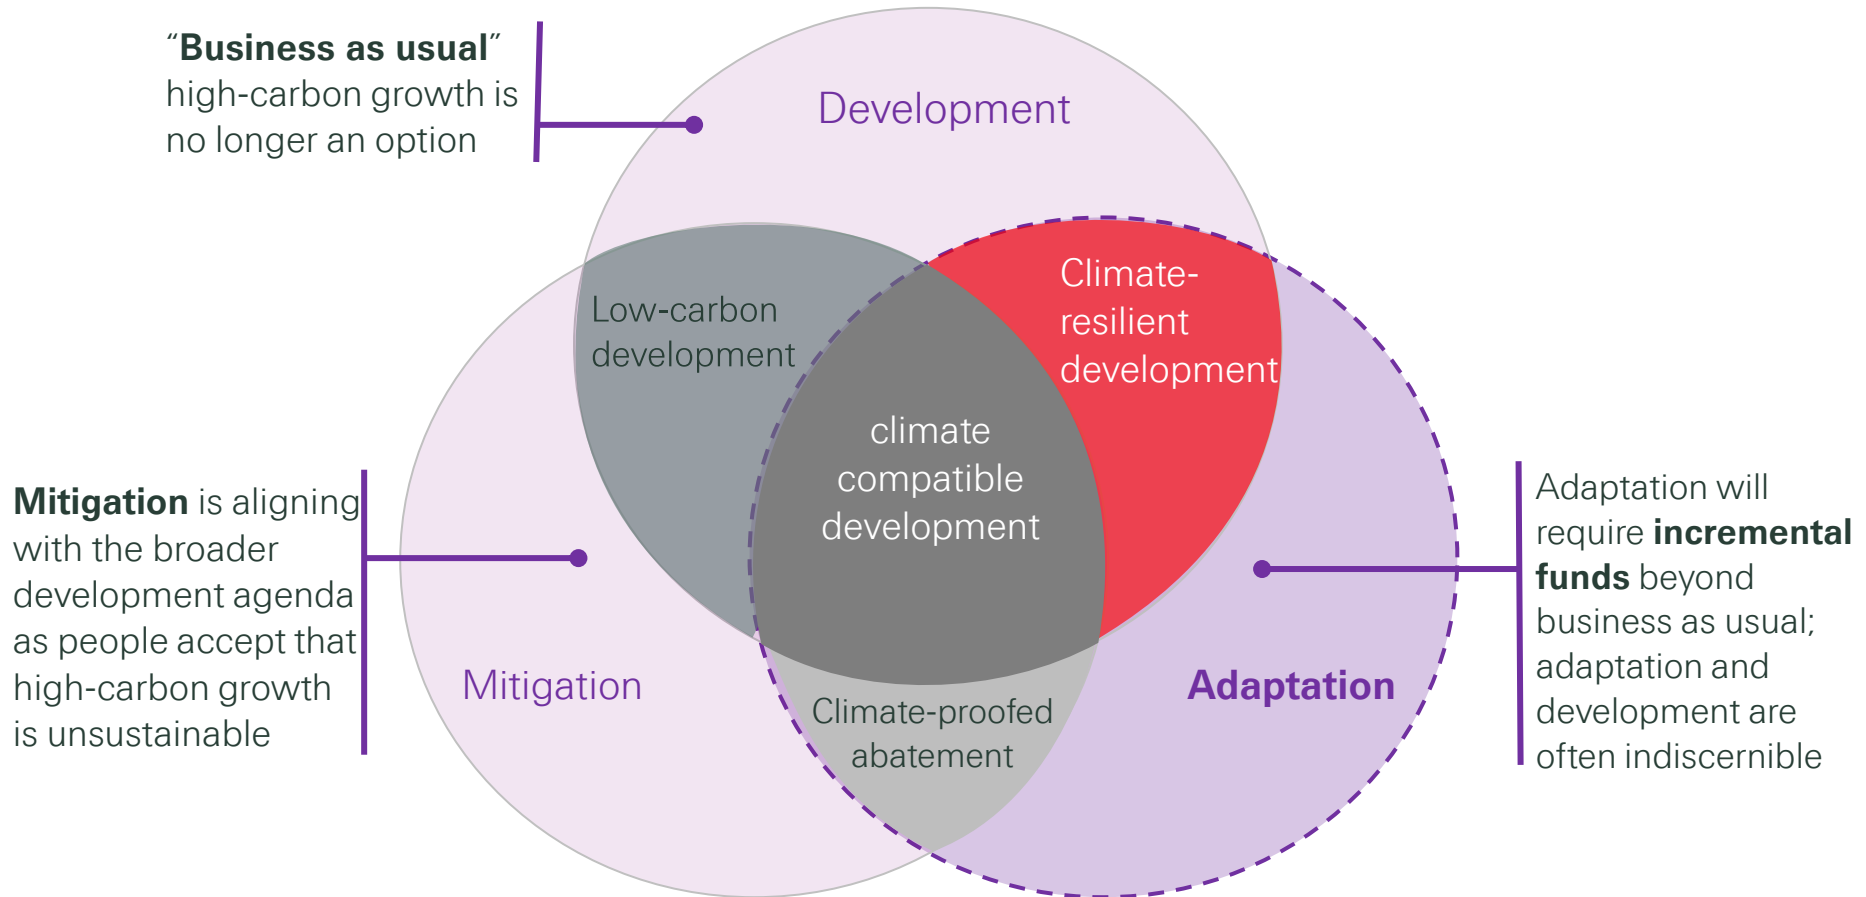 “Business as usual”
high-carbon growth is
no longer an option
Development
Low-carbon
development
Climate-
resilient
development
climate
compatible
development
Mitigation is aligning
with the broader
development agenda
as people accept that
high-carbon growth
is unsustainable
Mitigation
Climate-proofed
abatement
Adaptation
Adaptation will
require incremental
funds beyond
business as usual;
adaptation and
development are
often indiscernible